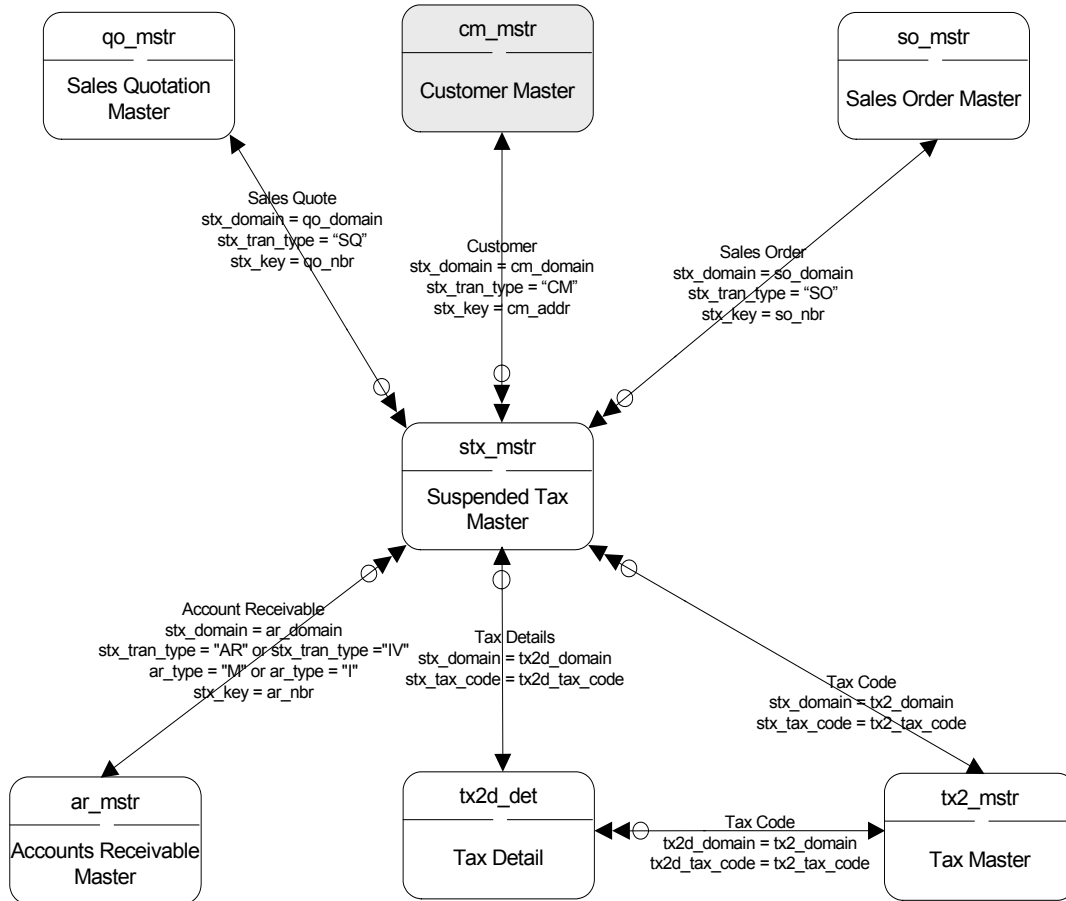 qo_mstr
Sales Quotation
Master
cm_mstr
Customer Master
so_mstr
Sales Order Master
Sales Quote
stx_domain = qo_domain
stx_tran_type = “SQ”
stx_key = qo_nbr
Customer
stx_domain = cm_domain
stx_tran_type = “CM”
stx_key = cm_addr
Sales Order
stx_domain = so_domain
stx_tran_type = “SO”
stx_key = so_nbr
stx_mstr
Suspended Tax
Master
Account Receivable
stx_domain = ar_domain
stx_tran_type = "AR" or stx_tran_type ="IV"
ar_type = "M" or ar_type = "I"
stx_key = ar_nbr
Tax Details
stx_domain = tx2d_domain
stx_tax_code = tx2d_tax_code
Tax Code
stx_domain = tx2_domain
stx_tax_code = tx2_tax_code
ar_mstr
Accounts Receivable
Master
tx2d_det
Tax Detail
Tax Code
tx2d_domain = tx2_domain
tx2d_tax_code = tx2_tax_code
tx2_mstr
Tax Master